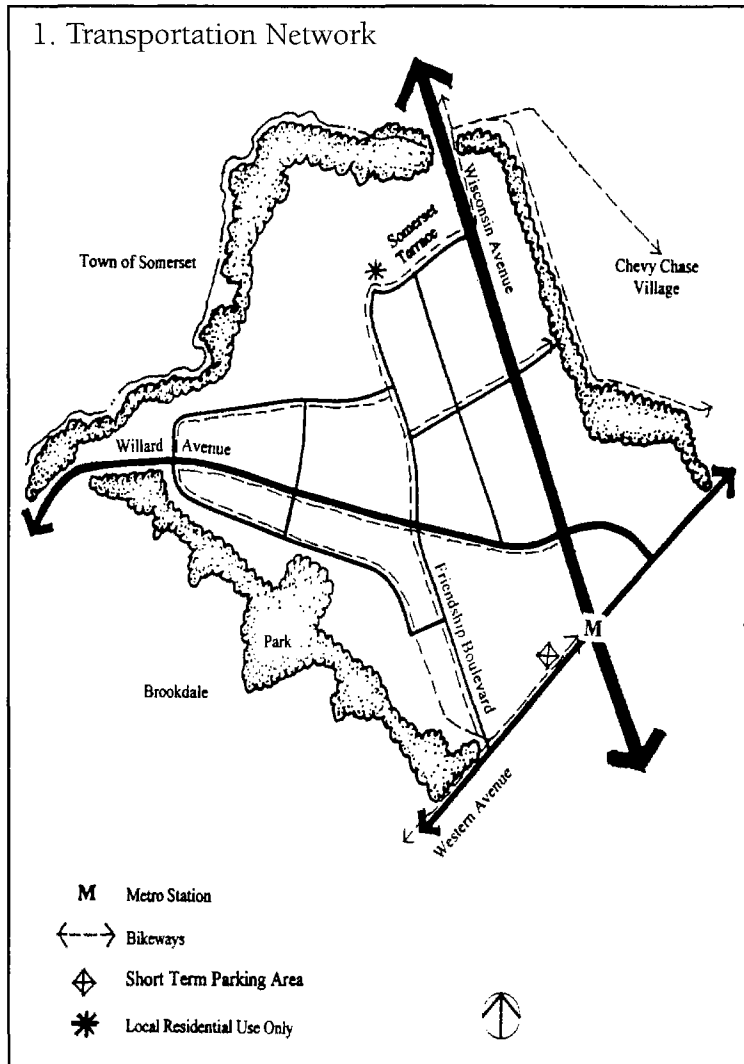 1. Transportation Network
Wisconsin Avenue
Somerset
Terrace
Town of Somerset
Chevy Chase
Village
Willard Avenue
Friendship Boulevard
M
Park
Brookdale
Western Avenue
M Metro Station
Bikeways
Short Term Parking Area
Local Residential Use Only